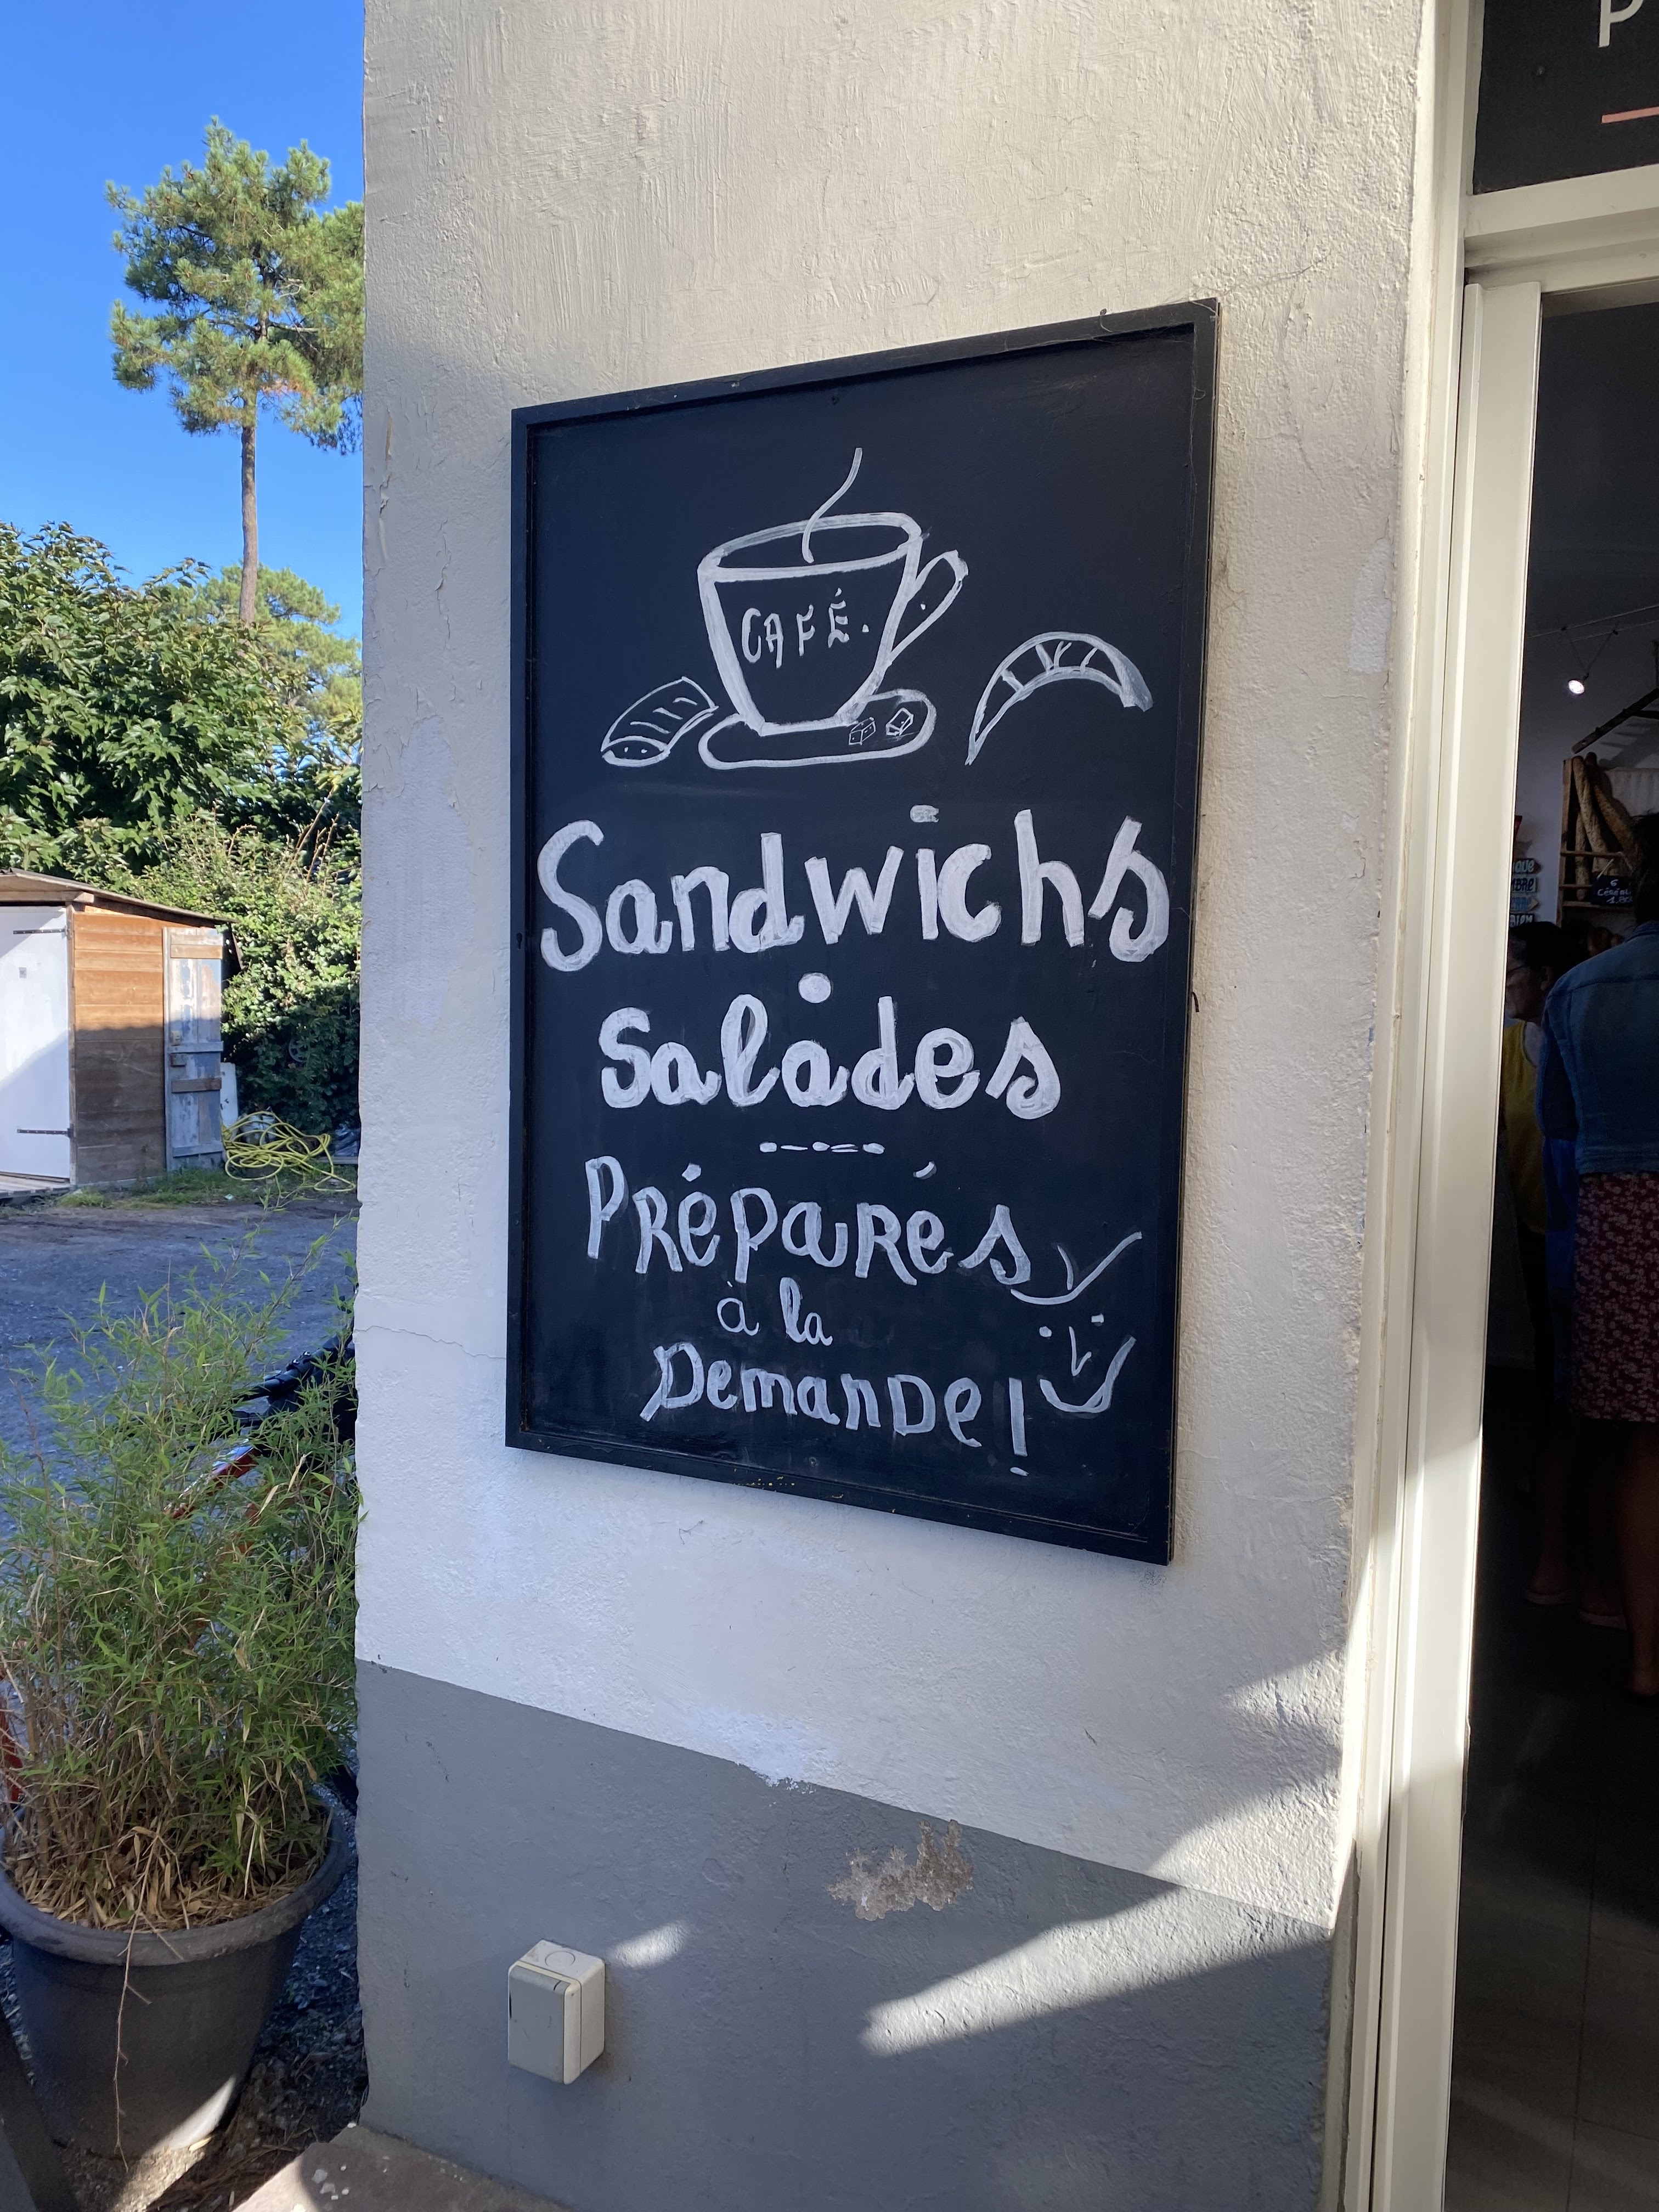 P
CAFÉ.
Sandwichs
Salades
Préparés
à la
Demande!